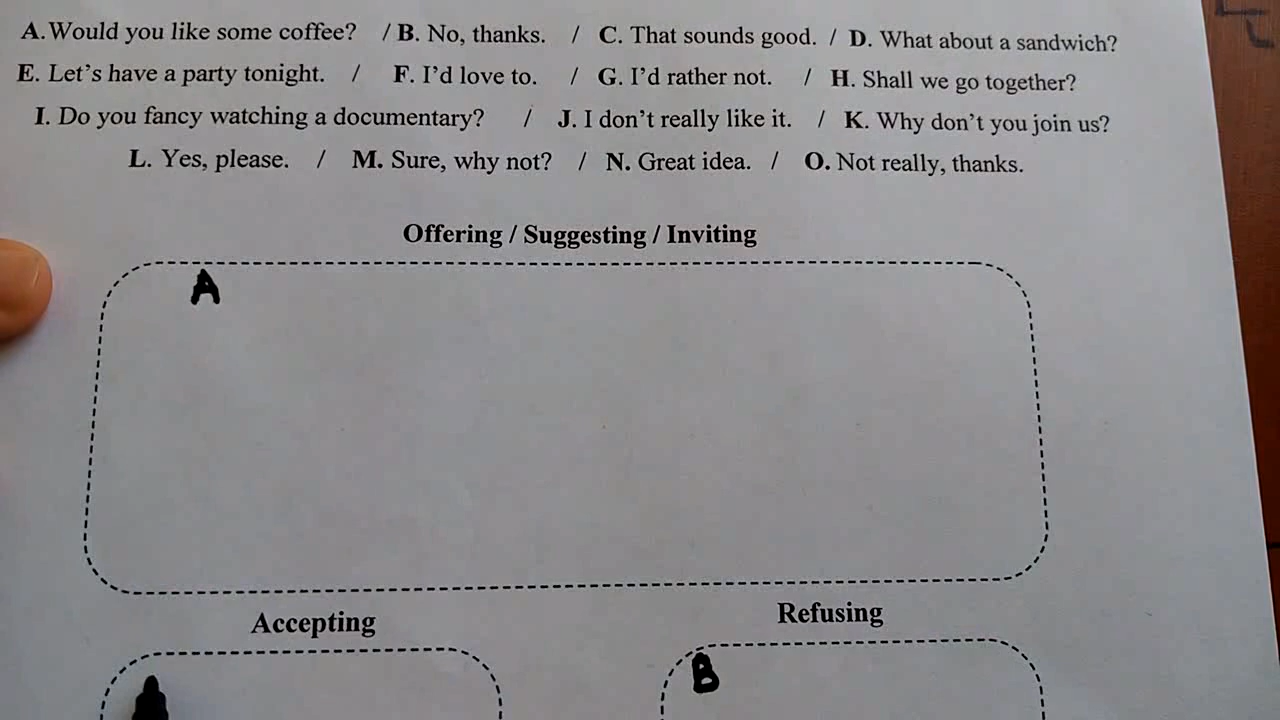 A. Would you like some coffee? / B. No, thanks. / C. That sounds good. / D. What about a sandwich?
E. Let's have a party tonight. / F. I'd love to. / G. I'd rather not. / H. Shall we go together?
I. Do you fancy watching a documentary? / J. I don't really like it. / K. Why don't you join us?
L. Yes, please. / M. Sure, why not? / N. Great idea. / O. Not really, thanks.
Offering / Suggesting / Inviting
A
Accepting
Refusing
B